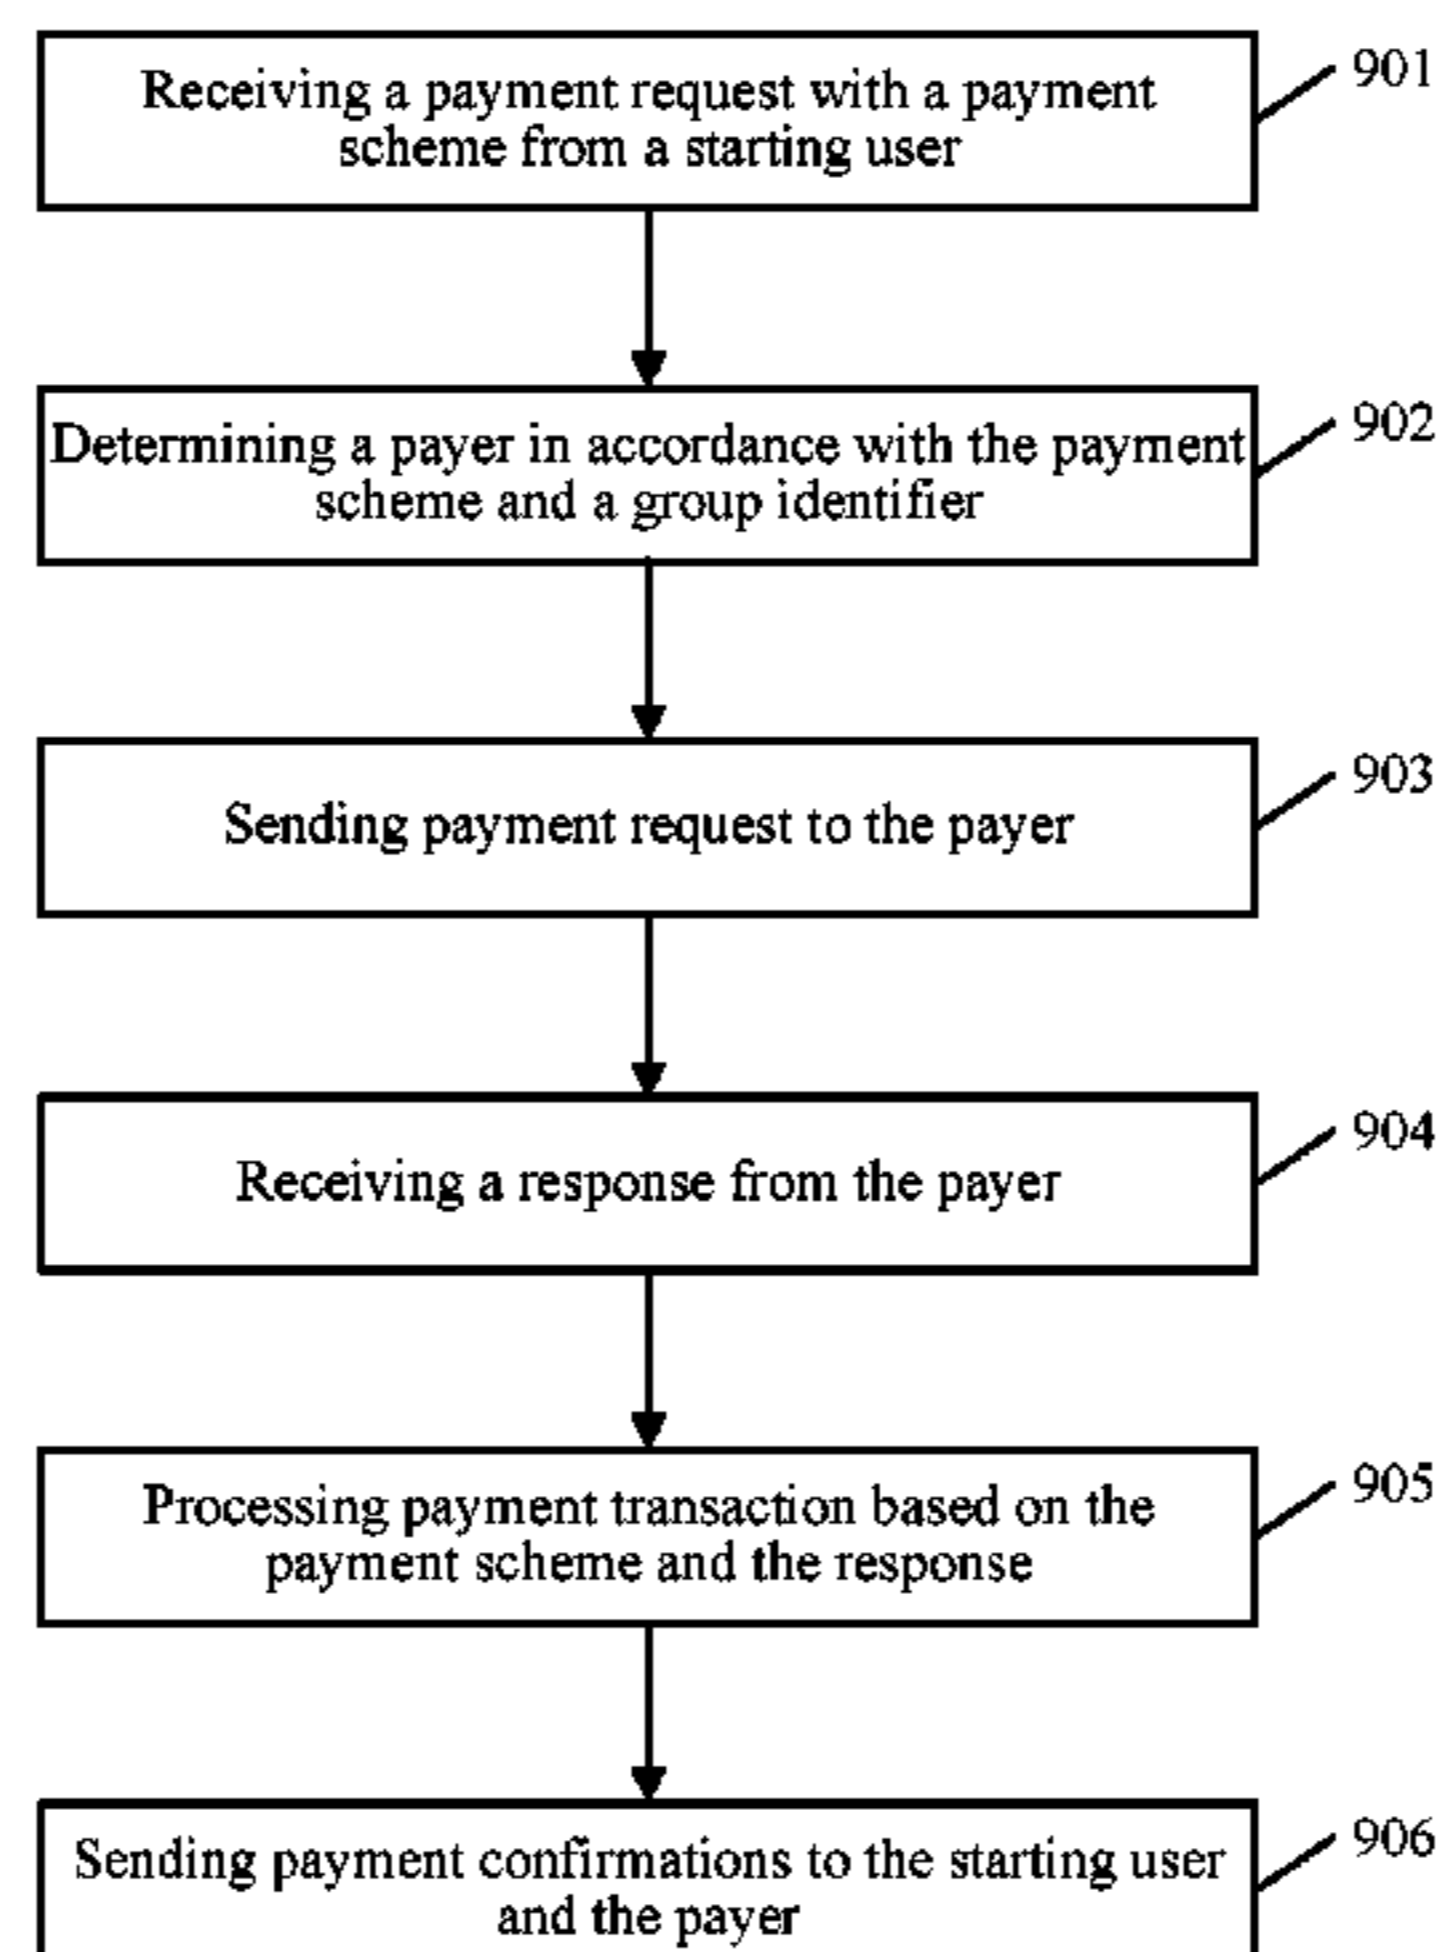 Receiving a payment request with a payment
scheme from a starting user
901
Determining a payer in accordance with the payment
scheme and a group identifier
902
Sending payment request to the payer
903
Receiving a response from the payer
904
Processing payment transaction based on the
payment scheme and the response
905
Sending payment confirmations to the starting user
and the payer
906